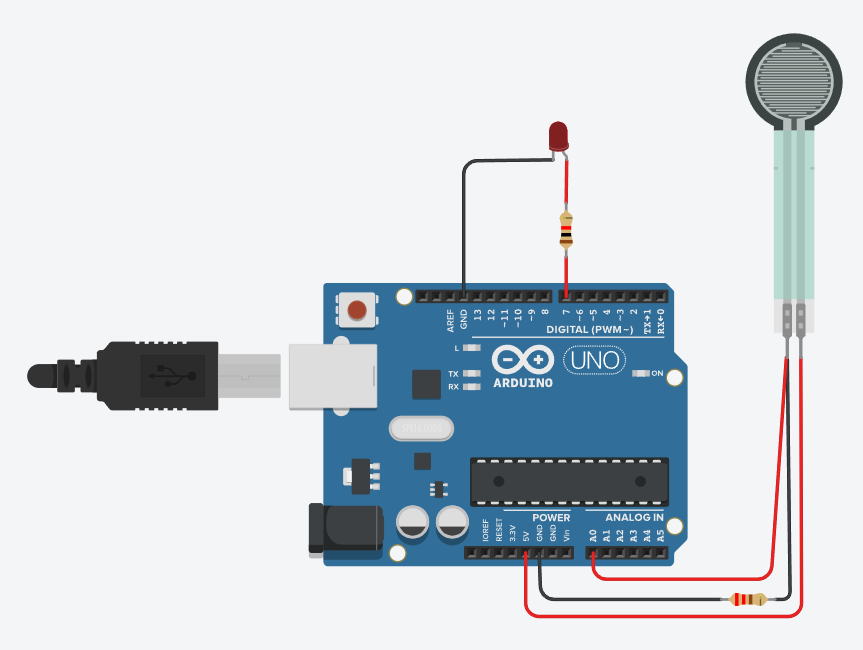 AREF
GND
13
12
~11
~10
~9
8
7
~6
~5
4
~3
2
TX→1
RX←0
DIGITAL (PWM~)
L
TX
RX
ARDUINO
UNO
ON
POWER
ANALOG IN
IOREF
RESET
3.3V
5V
GND
GND
Vin
A0
A1
A2
A3
A4
A5